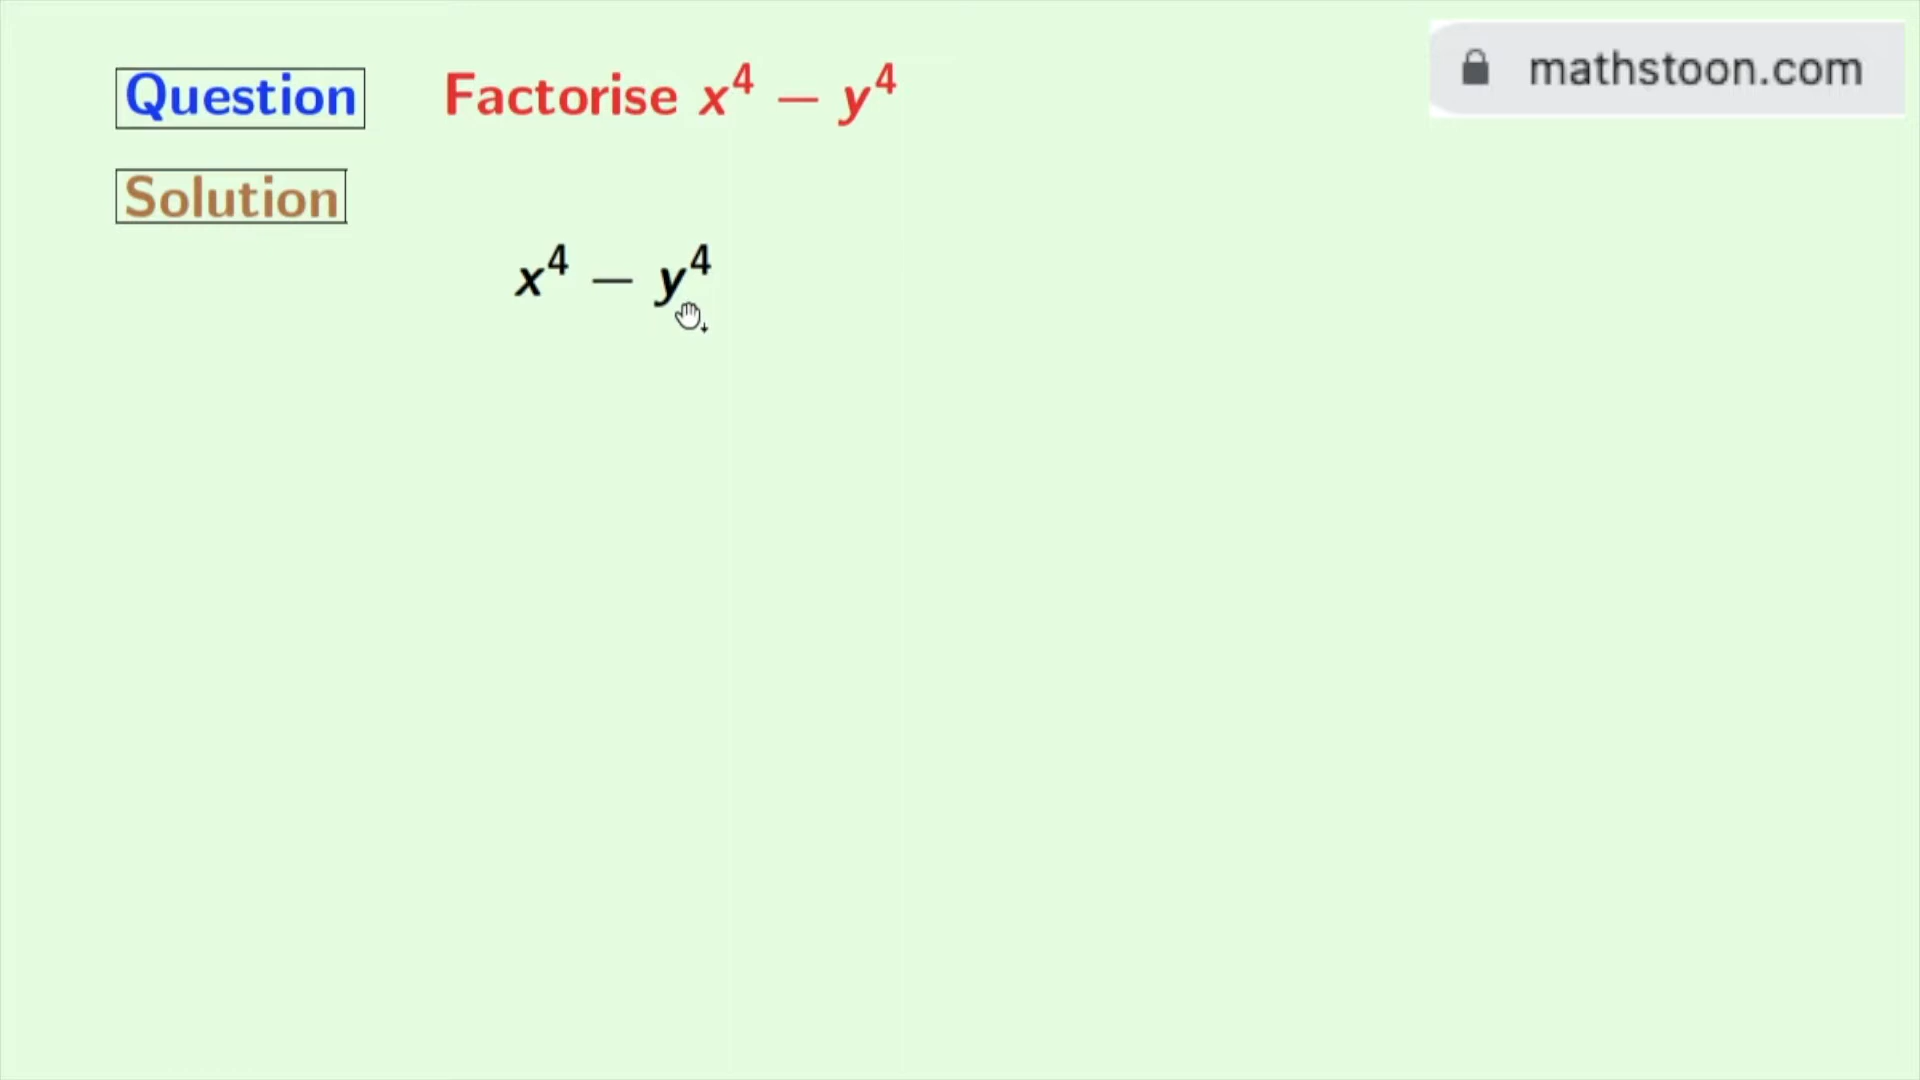 Question Factorise x⁴ − y⁴
mathstoon.com
Solution
x⁴ − y⁴